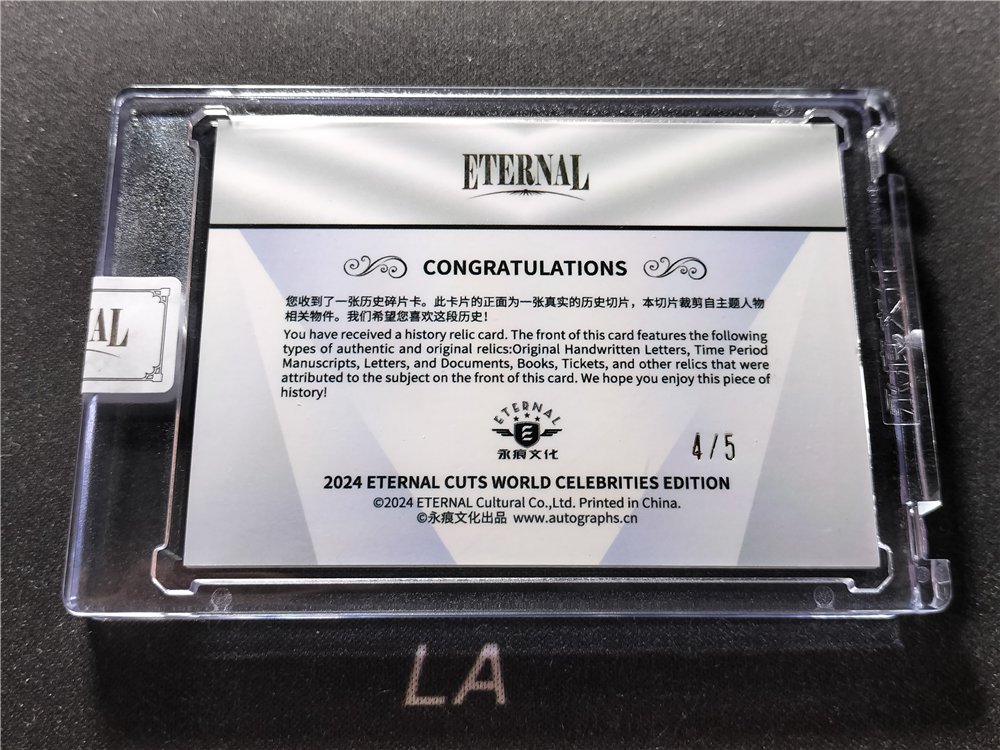 ETERNAL
CONGRATULATIONS
您收到了一张历史碎片卡。此卡片的正面为一张真实的历史切片，本切片裁剪自主题人物
相关物件。我们希望您喜欢这段历史！
You have received a history relic card. The front of this card features the following
types of authentic and original relics:Original Handwritten Letters, Time Period
Manuscripts, Letters, and Documents, Books, Tickets, and other relics that were
attributed to the subject on the front of this card. We hope you enjoy this piece of
history!
AL
ETERNAL
永痕文化
4/5
2024 ETERNAL CUTS WORLD CELEBRITIES EDITION
©2024 ETERNAL Cultural Co.,Ltd. Printed in China.
©永痕文化出品 www.autographs.cn
LA